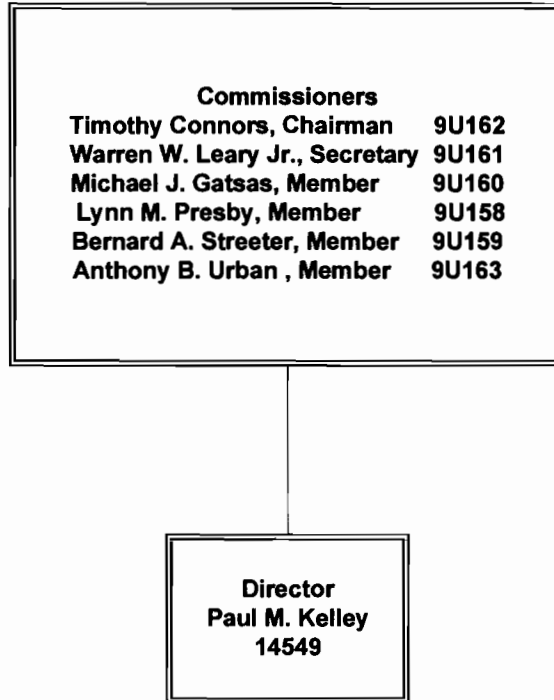 Commissioners
Timothy Connors, Chairman 9U162
Warren W. Leary Jr., Secretary 9U161
Michael J. Gatsas, Member 9U160
Lynn M. Presby, Member 9U158
Bernard A. Streeter, Member 9U159
Anthony B. Urban , Member 9U163
Director
Paul M. Kelley
14549